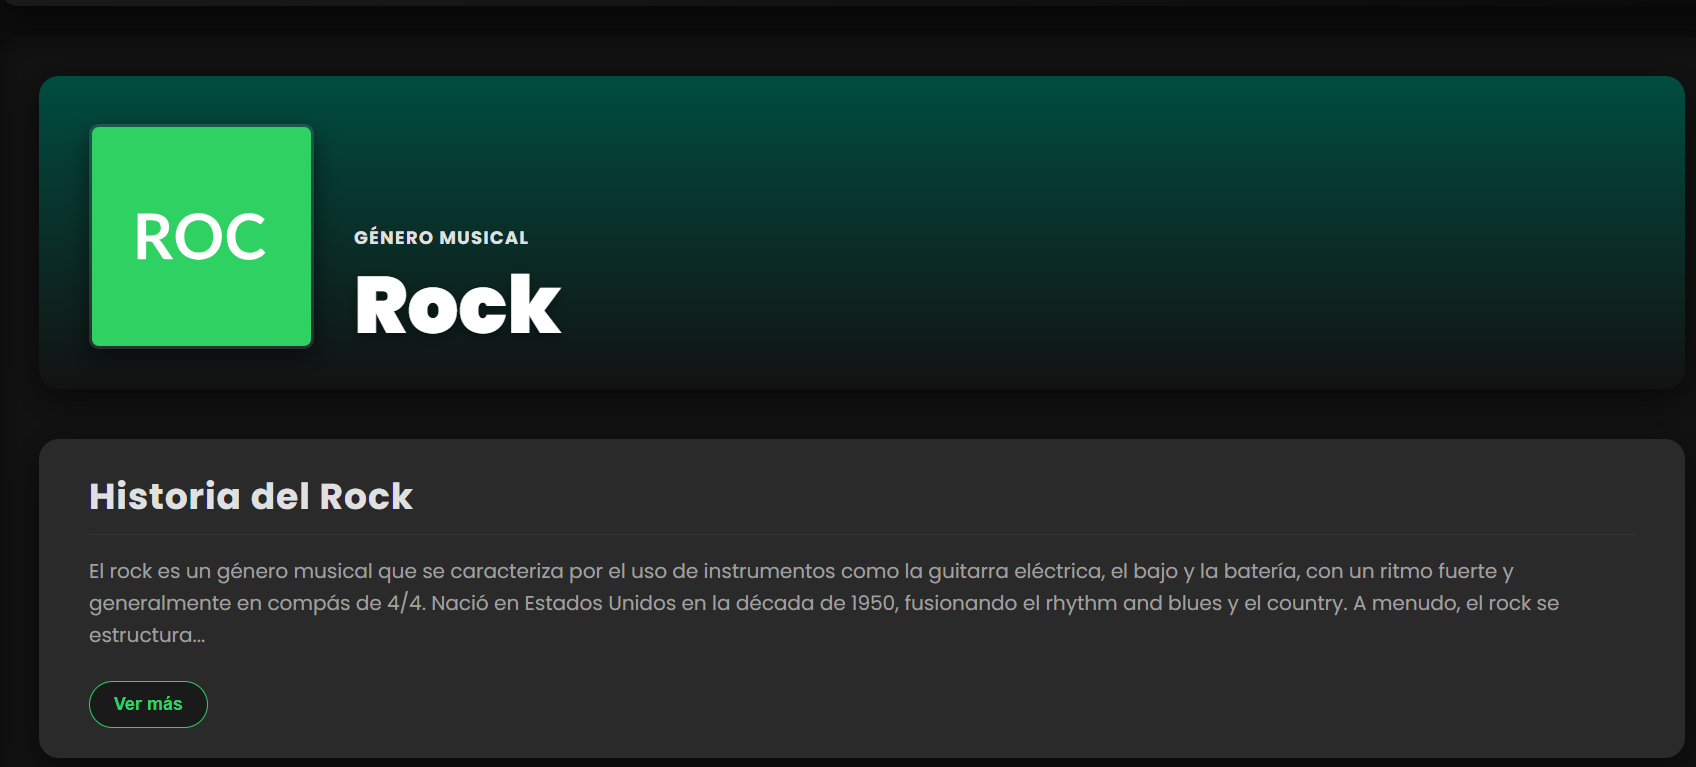 ROC
GÉNERO MUSICAL
Rock
Historia del Rock
El rock es un género musical que se caracteriza por el uso de instrumentos como la guitarra eléctrica, el bajo y la batería, con un ritmo fuerte y
generalmente en compás de 4/4. Nació en Estados Unidos en la década de 1950, fusionando el rhythm and blues y el country. A menudo, el rock se
estructura...
Ver más